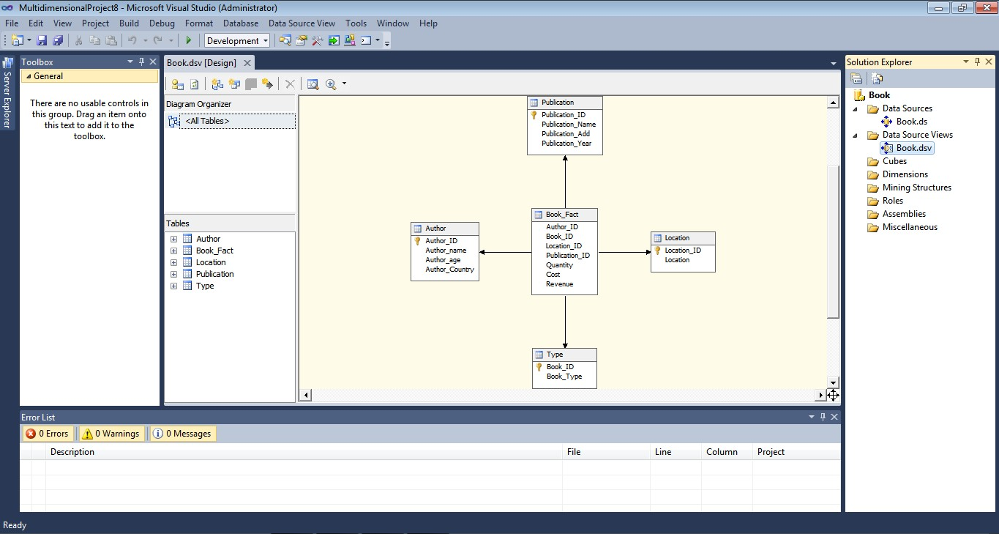 MultidimensionalProject8 - Microsoft Visual Studio (Administrator)
File Edit View Project Build Debug Format Database Data Source View Tools Window Help
Development
Server Explorer
Toolbox
General
There are no usable controls in
this group. Drag an item onto
this text to add it to the
toolbox.
Book.dsv [Design]
Diagram Organizer
<All Tables>
Tables
Author
Book_Fact
Location
Publication
Type
Publication
Publication_ID
Publication_Name
Publication_Add
Publication_Year
Author
Author_ID
Author_name
Author_age
Author_Country
Book_Fact
Author_ID
Book_ID
Location_ID
Publication_ID
Quantity
Cost
Revenue
Location
Location_ID
Location
Type
Book_ID
Book_Type
Solution Explorer
Book
Data Sources
Book.ds
Data Source Views
Book.dsv
Cubes
Dimensions
Mining Structures
Roles
Assemblies
Miscellaneous
Error List
0 Errors 0 Warnings 0 Messages
Description File Line Column Project
Ready